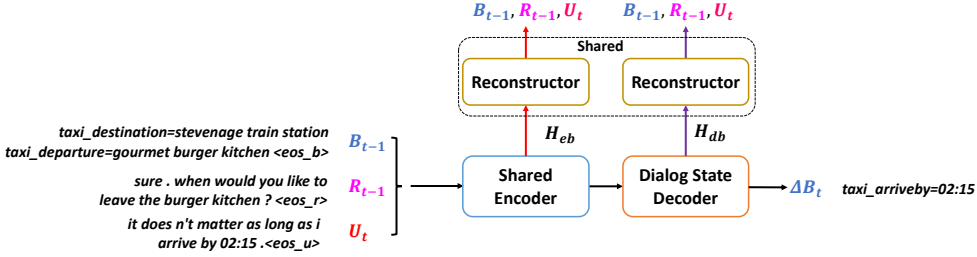 B_{t-1}, R_{t-1}, U_t
B_{t-1}, R_{t-1}, U_t
Shared
Reconstructor
Reconstructor
H_{eb}
H_{db}
taxi_destination=stevenage train station
taxi_departure=gourmet burger kitchen <eos_b>
B_{t-1}
sure . when would you like to
leave the burger kitchen ? <eos_r>
R_{t-1}
it does n't matter as long as i
arrive by 02:15 .<eos_u>
U_t
Shared
Encoder
Dialog State
Decoder
ΔB_t
taxi_arriveby=02:15